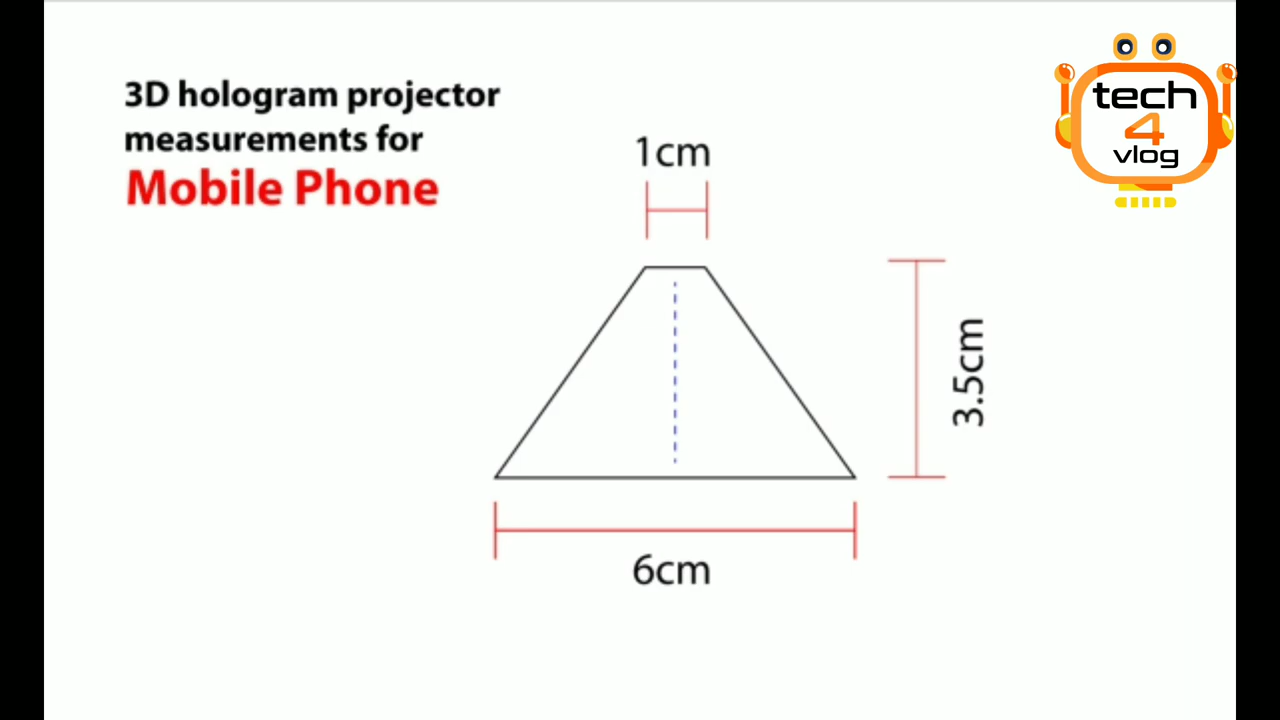 3D hologram projector
measurements for
Mobile Phone
tech
4
vlog
1cm
3.5cm
6cm